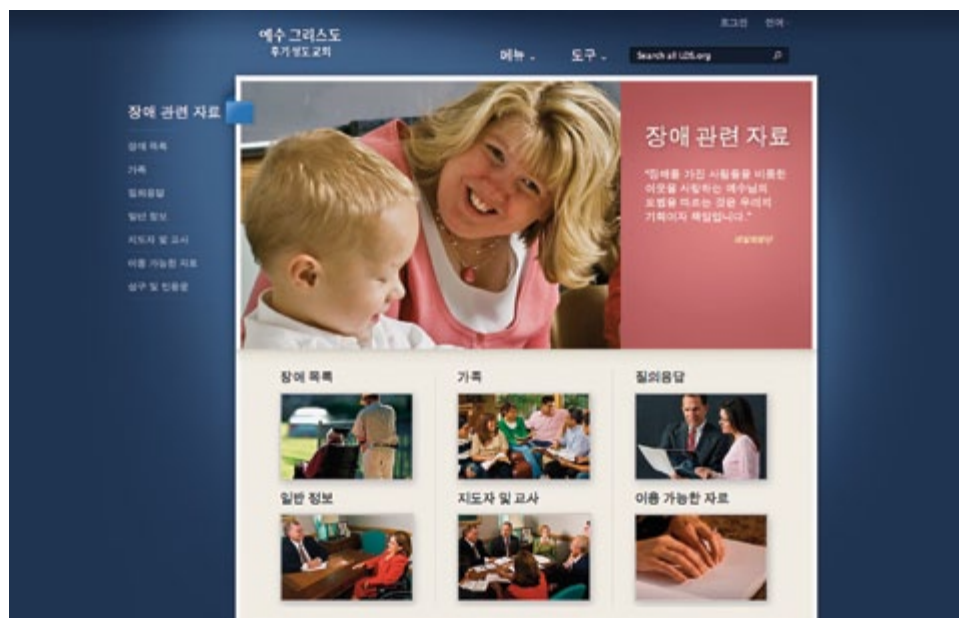 로그인 언어
예수 그리스도
후기성도 교회
메뉴 도구 Search all LDS.org
장애 관련 자료
장애 목록
가족
질의응답
일반 정보
지도자 및 교사
이용 가능한 자료
성구 및 인용문
장애 관련 자료
"장애를 가진 사람들을 비롯한
이웃을 사랑하는 예수님의
모범을 따르는 것은 우리의
기회이자 책임입니다."
장애 목록 가족 질의응답
일반 정보 지도자 및 교사 이용 가능한 자료